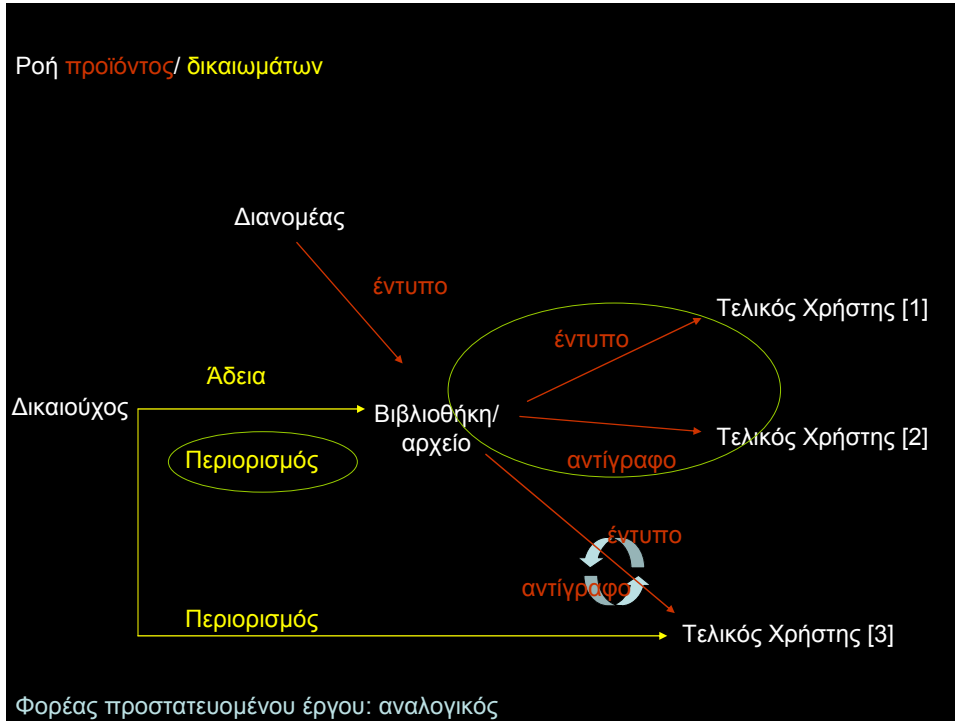 Ροή προϊόντος/ δικαιωμάτων
Διανομέας
έντυπο
Τελικός Χρήστης [1]
έντυπο
Άδεια
Δικαιούχος
Βιβλιοθήκη/
αρχείο
Τελικός Χρήστης [2]
Περιορισμός
αντίγραφο
έντυπο
αντίγραφο
Περιορισμός
Τελικός Χρήστης [3]
Φορέας προστατευομένου έργου: αναλογικός